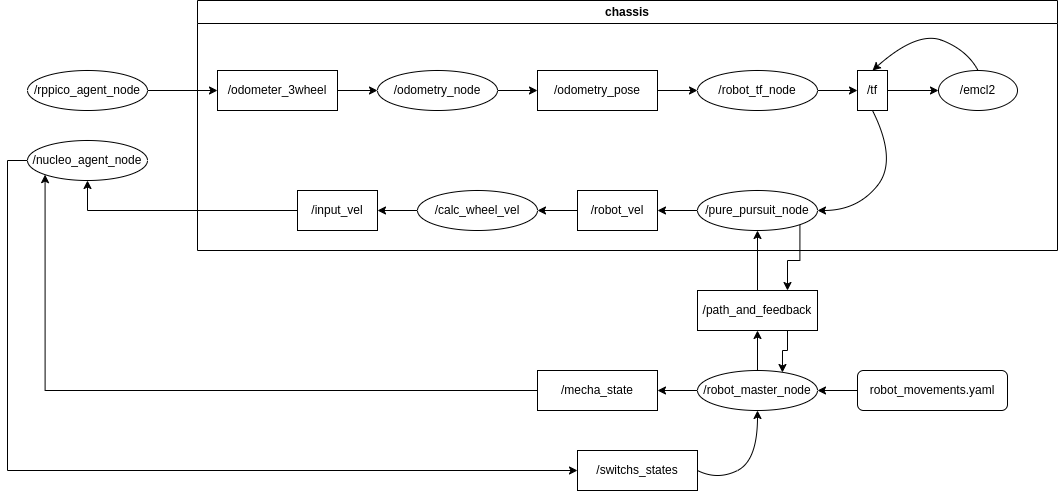 chassis
/rppico_agent_node
/odometer_3wheel
/odometry_node
/odometry_pose
/robot_tf_node
/tf
/emcl2
/nucleo_agent_node
/input_vel
/calc_wheel_vel
/robot_vel
/pure_pursuit_node
/path_and_feedback
/mecha_state
/robot_master_node
robot_movements.yaml
/switchs_states